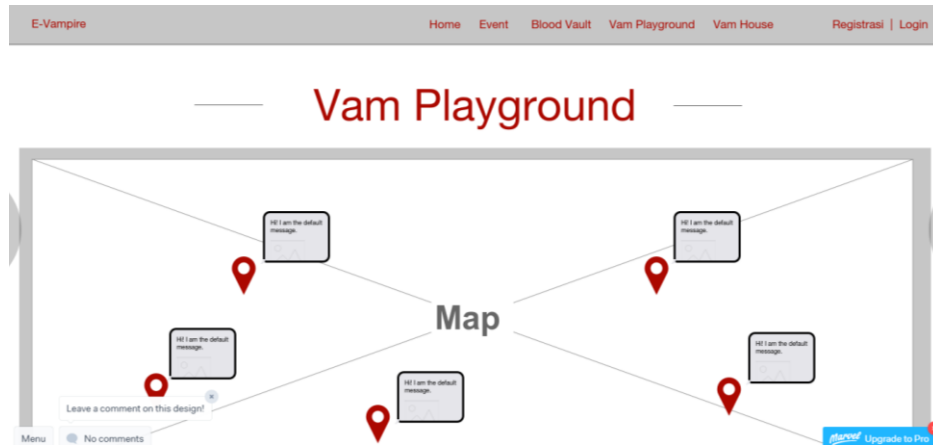 E-Vampire Home Event Blood Vault Vam Playground Vam House Registrasi | Login
Vam Playground
Hi! I am the default
message.
Hi! I am the default
message.
Map
Hi! I am the default
message.
Hi! I am the default
message.
Hi! I am the default
message.
Leave a comment on this design!
Menu No comments
marvel Upgrade to Pro